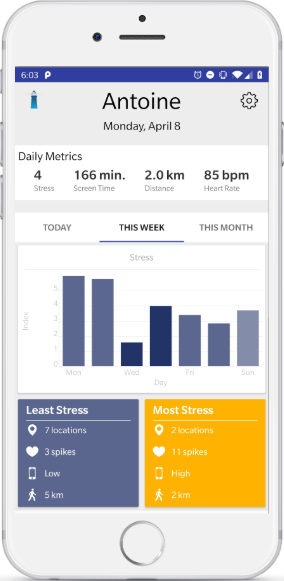 6:03
Antoine
Monday, April 8
Daily Metrics
4 166 min. 2.0 km 85 bpm
Stress Screen Time Distance Heart Rate
TODAY THIS WEEK THIS MONTH
Stress
5
4
3
2
1
0
Index
Mon Wed Fri Sun
Day
Least Stress
7 locations
3 spikes
Low
5 km
Most Stress
2 locations
11 spikes
High
2 km